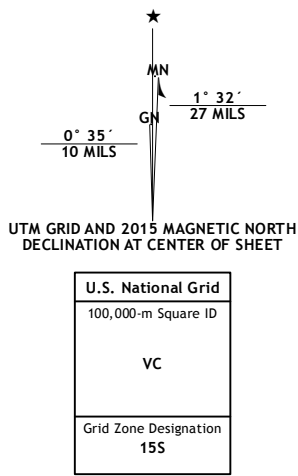 ★
MN
GN
1° 32´
27 MILS
0° 35´
10 MILS
UTM GRID AND 2015 MAGNETIC NORTH
DECLINATION AT CENTER OF SHEET
U.S. National Grid
100,000-m Square ID
VC
Grid Zone Designation
15S